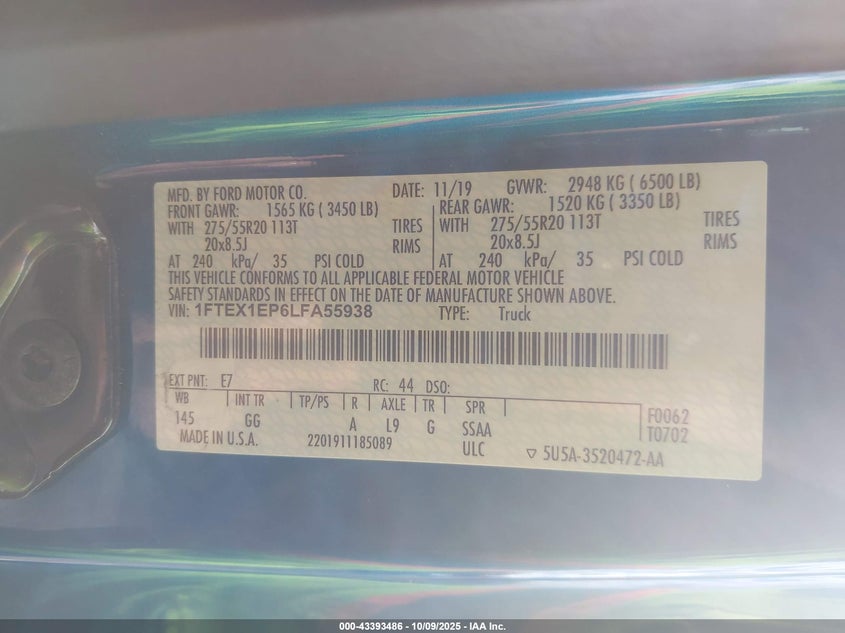 MFD. BY FORD MOTOR CO. DATE: 11/19 GVWR: 2948 KG ( 6500 LB)
FRONT GAWR: 1565 KG ( 3450 LB) REAR GAWR: 1520 KG ( 3350 LB)
WITH 275/55R20 113T TIRES WITH 275/55R20 113T TIRES
20x8.5J RIMS 20x8.5J RIMS
AT 240 kPa/ 35 PSI COLD AT 240 kPa/ 35 PSI COLD
THIS VEHICLE CONFORMS TO ALL APPLICABLE FEDERAL MOTOR VEHICLE
SAFETY STANDARDS IN EFFECT ON THE DATE OF MANUFACTURE SHOWN ABOVE.
VIN: 1FTEX1EP6LFA55938 TYPE: Truck
EXT PNT: E7 RC: 44 DSO:
WB INT TR TP/PS R AXLE TR SPR
145 GG A L9 G SSAA
F0062
T0702
MADE IN U.S.A. 2201911185089 ULC ▽ 5U5A-3520472-AA
000-43393486 - 10/09/2025 - IAA Inc.